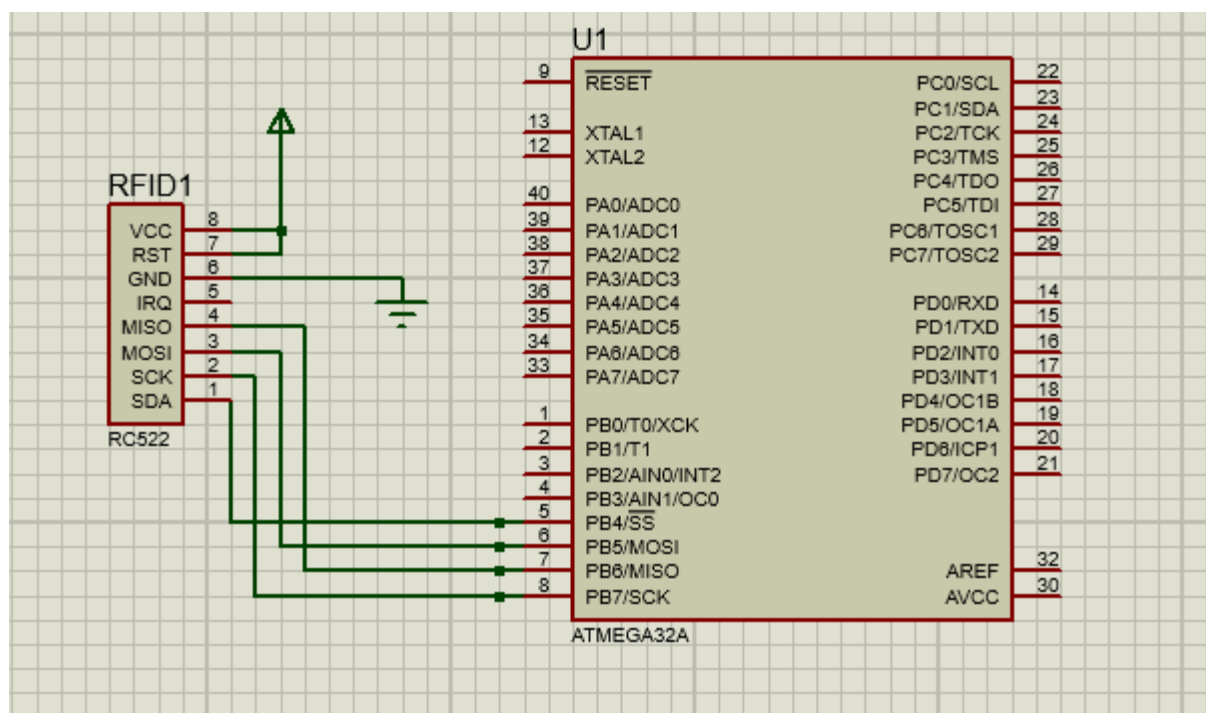 U1
9 RESET
13 XTAL1
12 XTAL2
40 PA0/ADC0
39 PA1/ADC1
38 PA2/ADC2
37 PA3/ADC3
36 PA4/ADC4
35 PA5/ADC5
34 PA6/ADC6
33 PA7/ADC7
1 PB0/T0/XCK
2 PB1/T1
3 PB2/AIN0/INT2
4 PB3/AIN1/OC0
5 PB4/SS
6 PB5/MOSI
7 PB6/MISO
8 PB7/SCK
PC0/SCL 22
PC1/SDA 23
PC2/TCK 24
PC3/TMS 25
PC4/TDO 26
PC5/TDI 27
PC6/TOSC1 28
PC7/TOSC2 29
PD0/RXD 14
PD1/TXD 15
PD2/INT0 16
PD3/INT1 17
PD4/OC1B 18
PD5/OC1A 19
PD6/ICP1 20
PD7/OC2 21
AREF 32
AVCC 30
ATMEGA32A
RFID1
VCC 8
RST 7
GND 6
IRQ 5
MISO 4
MOSI 3
SCK 2
SDA 1
RC522